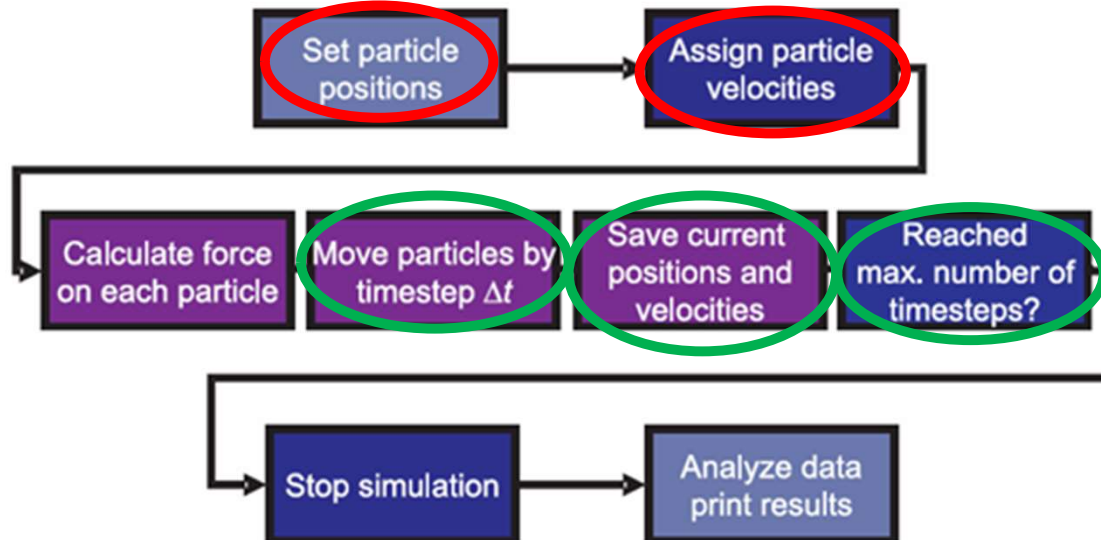 Set particle
positions
Assign particle
velocities
Calculate force
on each particle
Move particles by
timestep Δt
Save current
positions and
velocities
Reached
max. number of
timesteps?
Stop simulation
Analyze data
print results